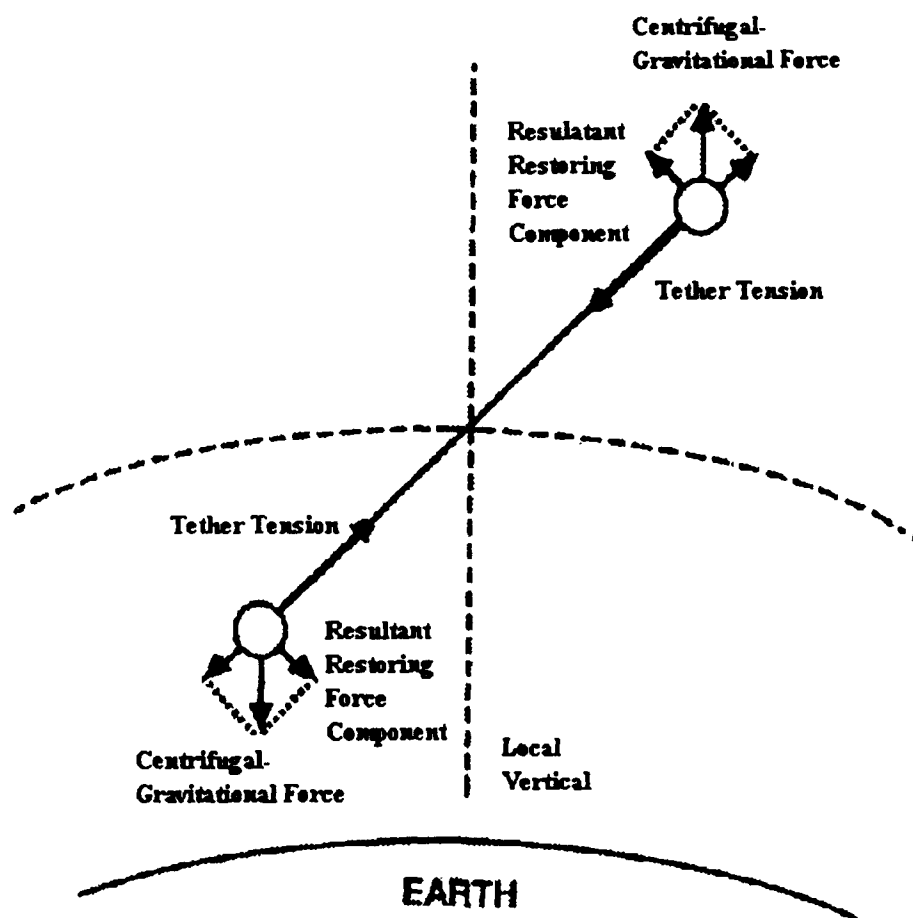 Centrifugal-
Gravitational Force
Resulatant
Restoring
Force
Component
Tether Tension
Tether Tension
Resultant
Restoring
Force
Component
Centrifugal-
Gravitational Force
Local
Vertical
EARTH